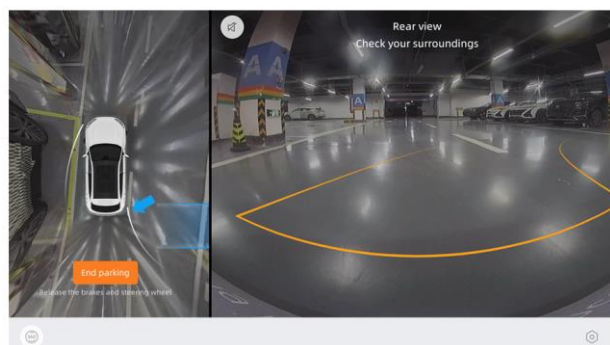 Rear view
Check your surroundings
A
A
A
A
End parking
Release the brakes and steering wheel